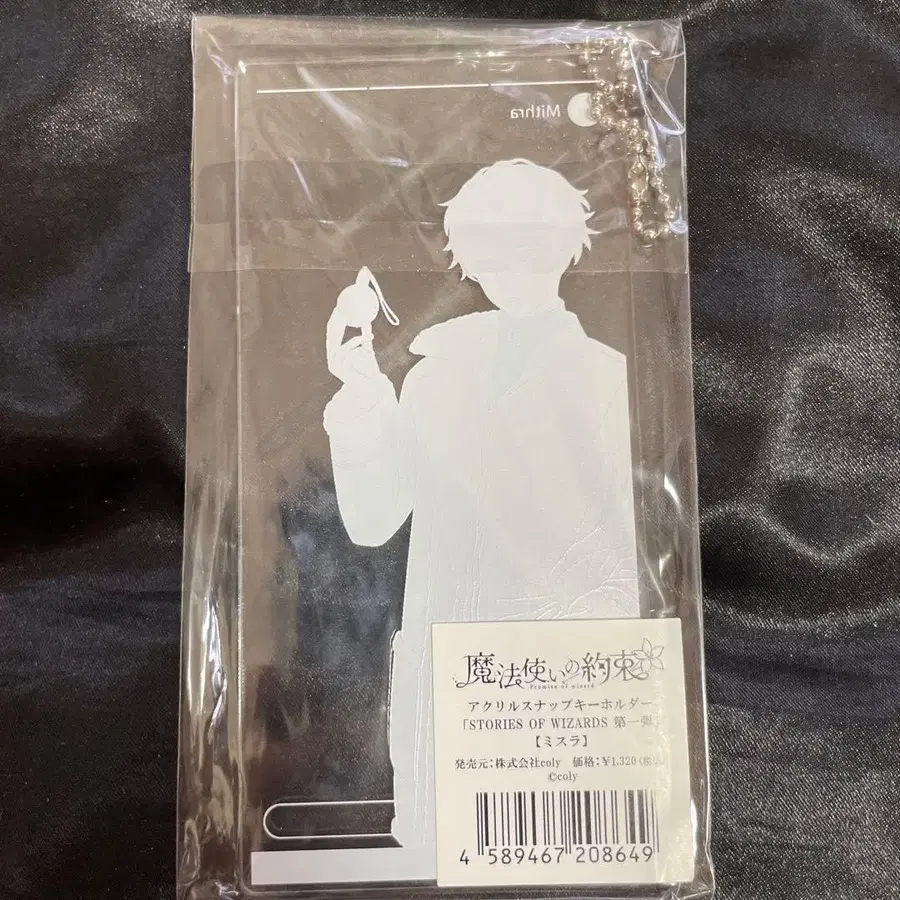 Mithra
魔法使いの約束
Promise of wizard
アクリルスナップキーホルダー
「STORIES OF WIZARDS 第一弾」
【ミスラ】
発売元:株式会社coly 価格:¥1,320(税込
©coly
4 589467 208649